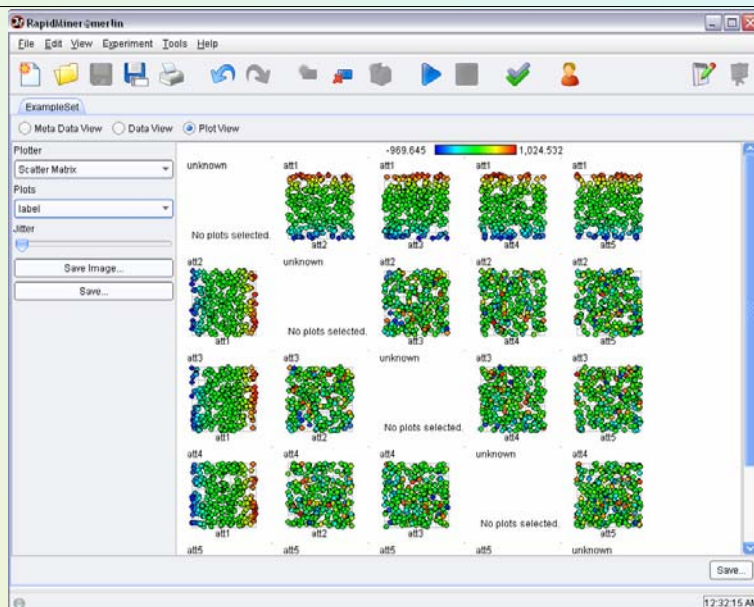 RapidMiner@merlin
File Edit View Experiment Tools Help
ExampleSet
Meta Data View Data View Plot View
Plotter
Scatter Matrix
Plots
label
Jitter
Save Image...
Save...
-969.645 1,024.532
unknown att1 att1 att1 att1
No plots selected.
att2 att3 att4 att5
att2 unknown att2 att2 att2
No plots selected.
att1 att3 att4 att5
att3 att3 unknown att3 att3
No plots selected.
att1 att2 att4 att5
att4 att4 att4 unknown att4
No plots selected.
att1 att2 att3 att5
att5 att5 att5 att5 unknown
Save...
12:32:15 AM